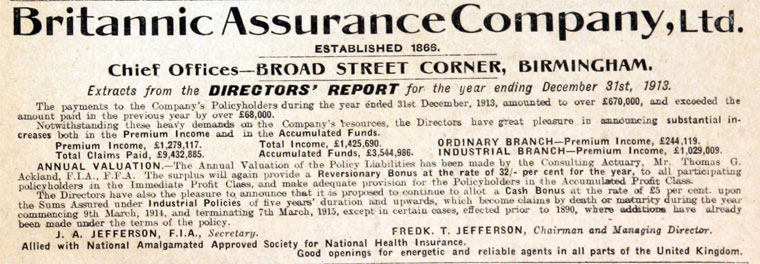 Britannic Assurance Company, Ltd.
ESTABLISHED 1866.
Chief Offices—BROAD STREET CORNER, BIRMINGHAM.
Extracts from the DIRECTORS' REPORT for the year ending December 31st, 1913.
The payments to the Company's Policyholders during the year ended 31st December, 1913, amounted to over £670,000, and exceeded the
amount paid in the previous year by over £68,000.
Notwithstanding these heavy demands on the Company's resources, the Directors have great pleasure in announcing substantial in-
creases both in the Premium Income and in the Accumulated Funds.
Premium Income, £1,279,117. Total Income, £1,425,690. ORDINARY BRANCH—Premium Income, £244,119.
Total Claims Paid, £9,432,885. Accumulated Funds, £3,544,986. INDUSTRIAL BRANCH—Premium Income, £1,029,009.
ANNUAL VALUATION.—The Annual Valuation of the Policy Liabilities has been made by the Consulting Actuary, Mr. Thomas G.
Ackland, F.I.A., F.F.A. The surplus will again provide a Reversionary Bonus at the rate of 32/- per cent for the year, to all participating
policyholders in the Immediate Profit Class, and make adequate provision for the Policyholders in the Accumulated Profit Class.
The Directors have also the pleasure to announce that it is proposed to continue to allot a Cash Bonus at the rate of £5 per cent. upon
the Sums Assured under Industrial Policies of five years' duration and upwards, which become claims by death or maturity during the year
commencing 9th March, 1914, and terminating 7th March, 1915, except in certain cases, effected prior to 1890, where additions have already
been made under the terms of the policy.
J. A. JEFFERSON, F.I.A., Secretary. FREDK. T. JEFFERSON, Chairman and Managing Director.
Allied with National Amalgamated Approved Society for National Health Insurance.
Good openings for energetic and reliable agents in all parts of the United Kingdom.